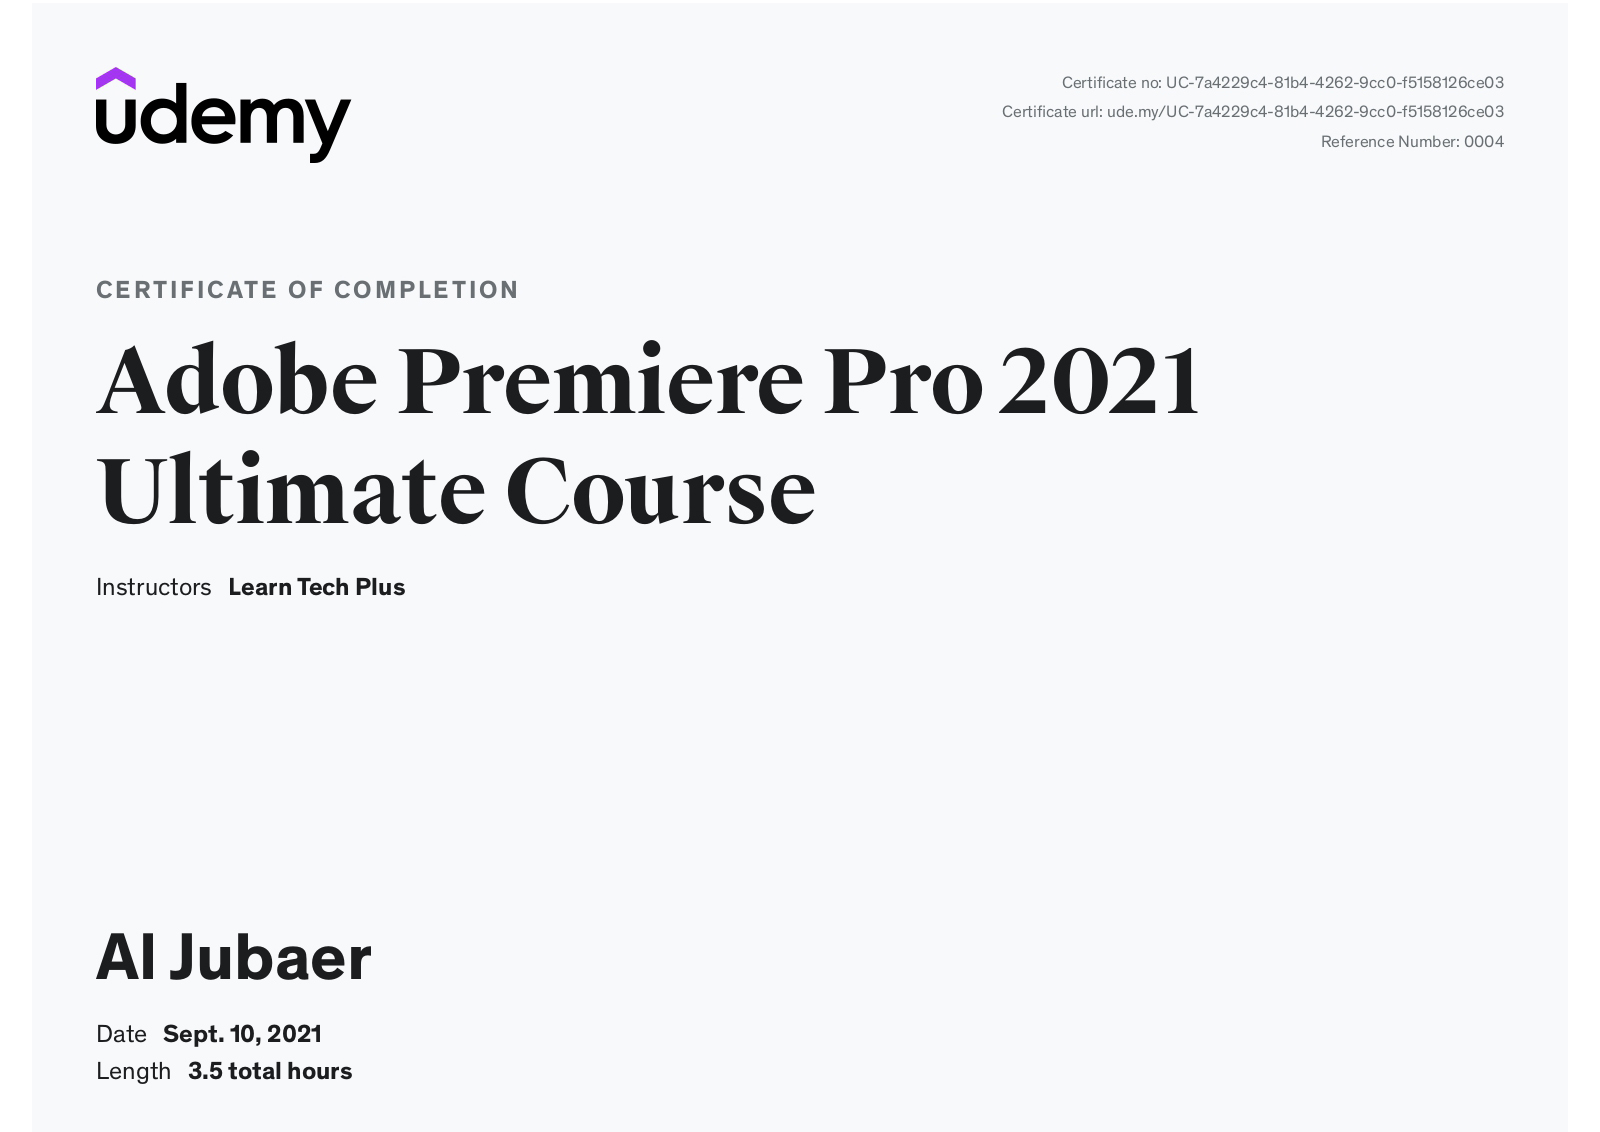 udemy
Certificate no: UC-7a4229c4-81b4-4262-9cc0-f5158126ce03
Certificate url: ude.my/UC-7a4229c4-81b4-4262-9cc0-f5158126ce03
Reference Number: 0004
CERTIFICATE OF COMPLETION
Adobe Premiere Pro 2021
Ultimate Course
Instructors Learn Tech Plus
Al Jubaer
Date Sept. 10, 2021
Length 3.5 total hours